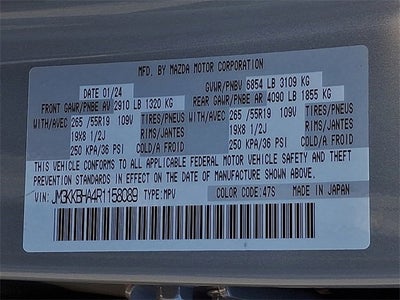 MFD. BY MAZDA MOTOR CORPORATION
DATE 01/24 GVWR/PNBV 6854 LB 3109 KG
FRONT GAWR/PNBE AV 2910 LB 1320 KG REAR GAWR/PNBE AR 4090 LB 1855 KG
WITH/AVEC 265 /55R19 109V TIRES/PNEUS WITH/AVEC 265 /55R19 109V TIRES/PNEUS
19X8 1/2J RIMS/JANTES 19X8 1/2J RIMS/JANTES
250 KPA/36 PSI COLD/A FROID 250 KPA/36 PSI COLD/A FROID
THIS VEHICLE CONFORMS TO ALL APPLICABLE FEDERAL MOTOR VEHICLE SAFETY AND THEFT
PREVENTION STANDARDS IN EFFECT ON THE DATE OF MANUFACTURE SHOWN ABOVE.
VIN: JM3KKBHA4R1158089 TYPE:MPV COLOR CODE:47S MADE IN JAPAN